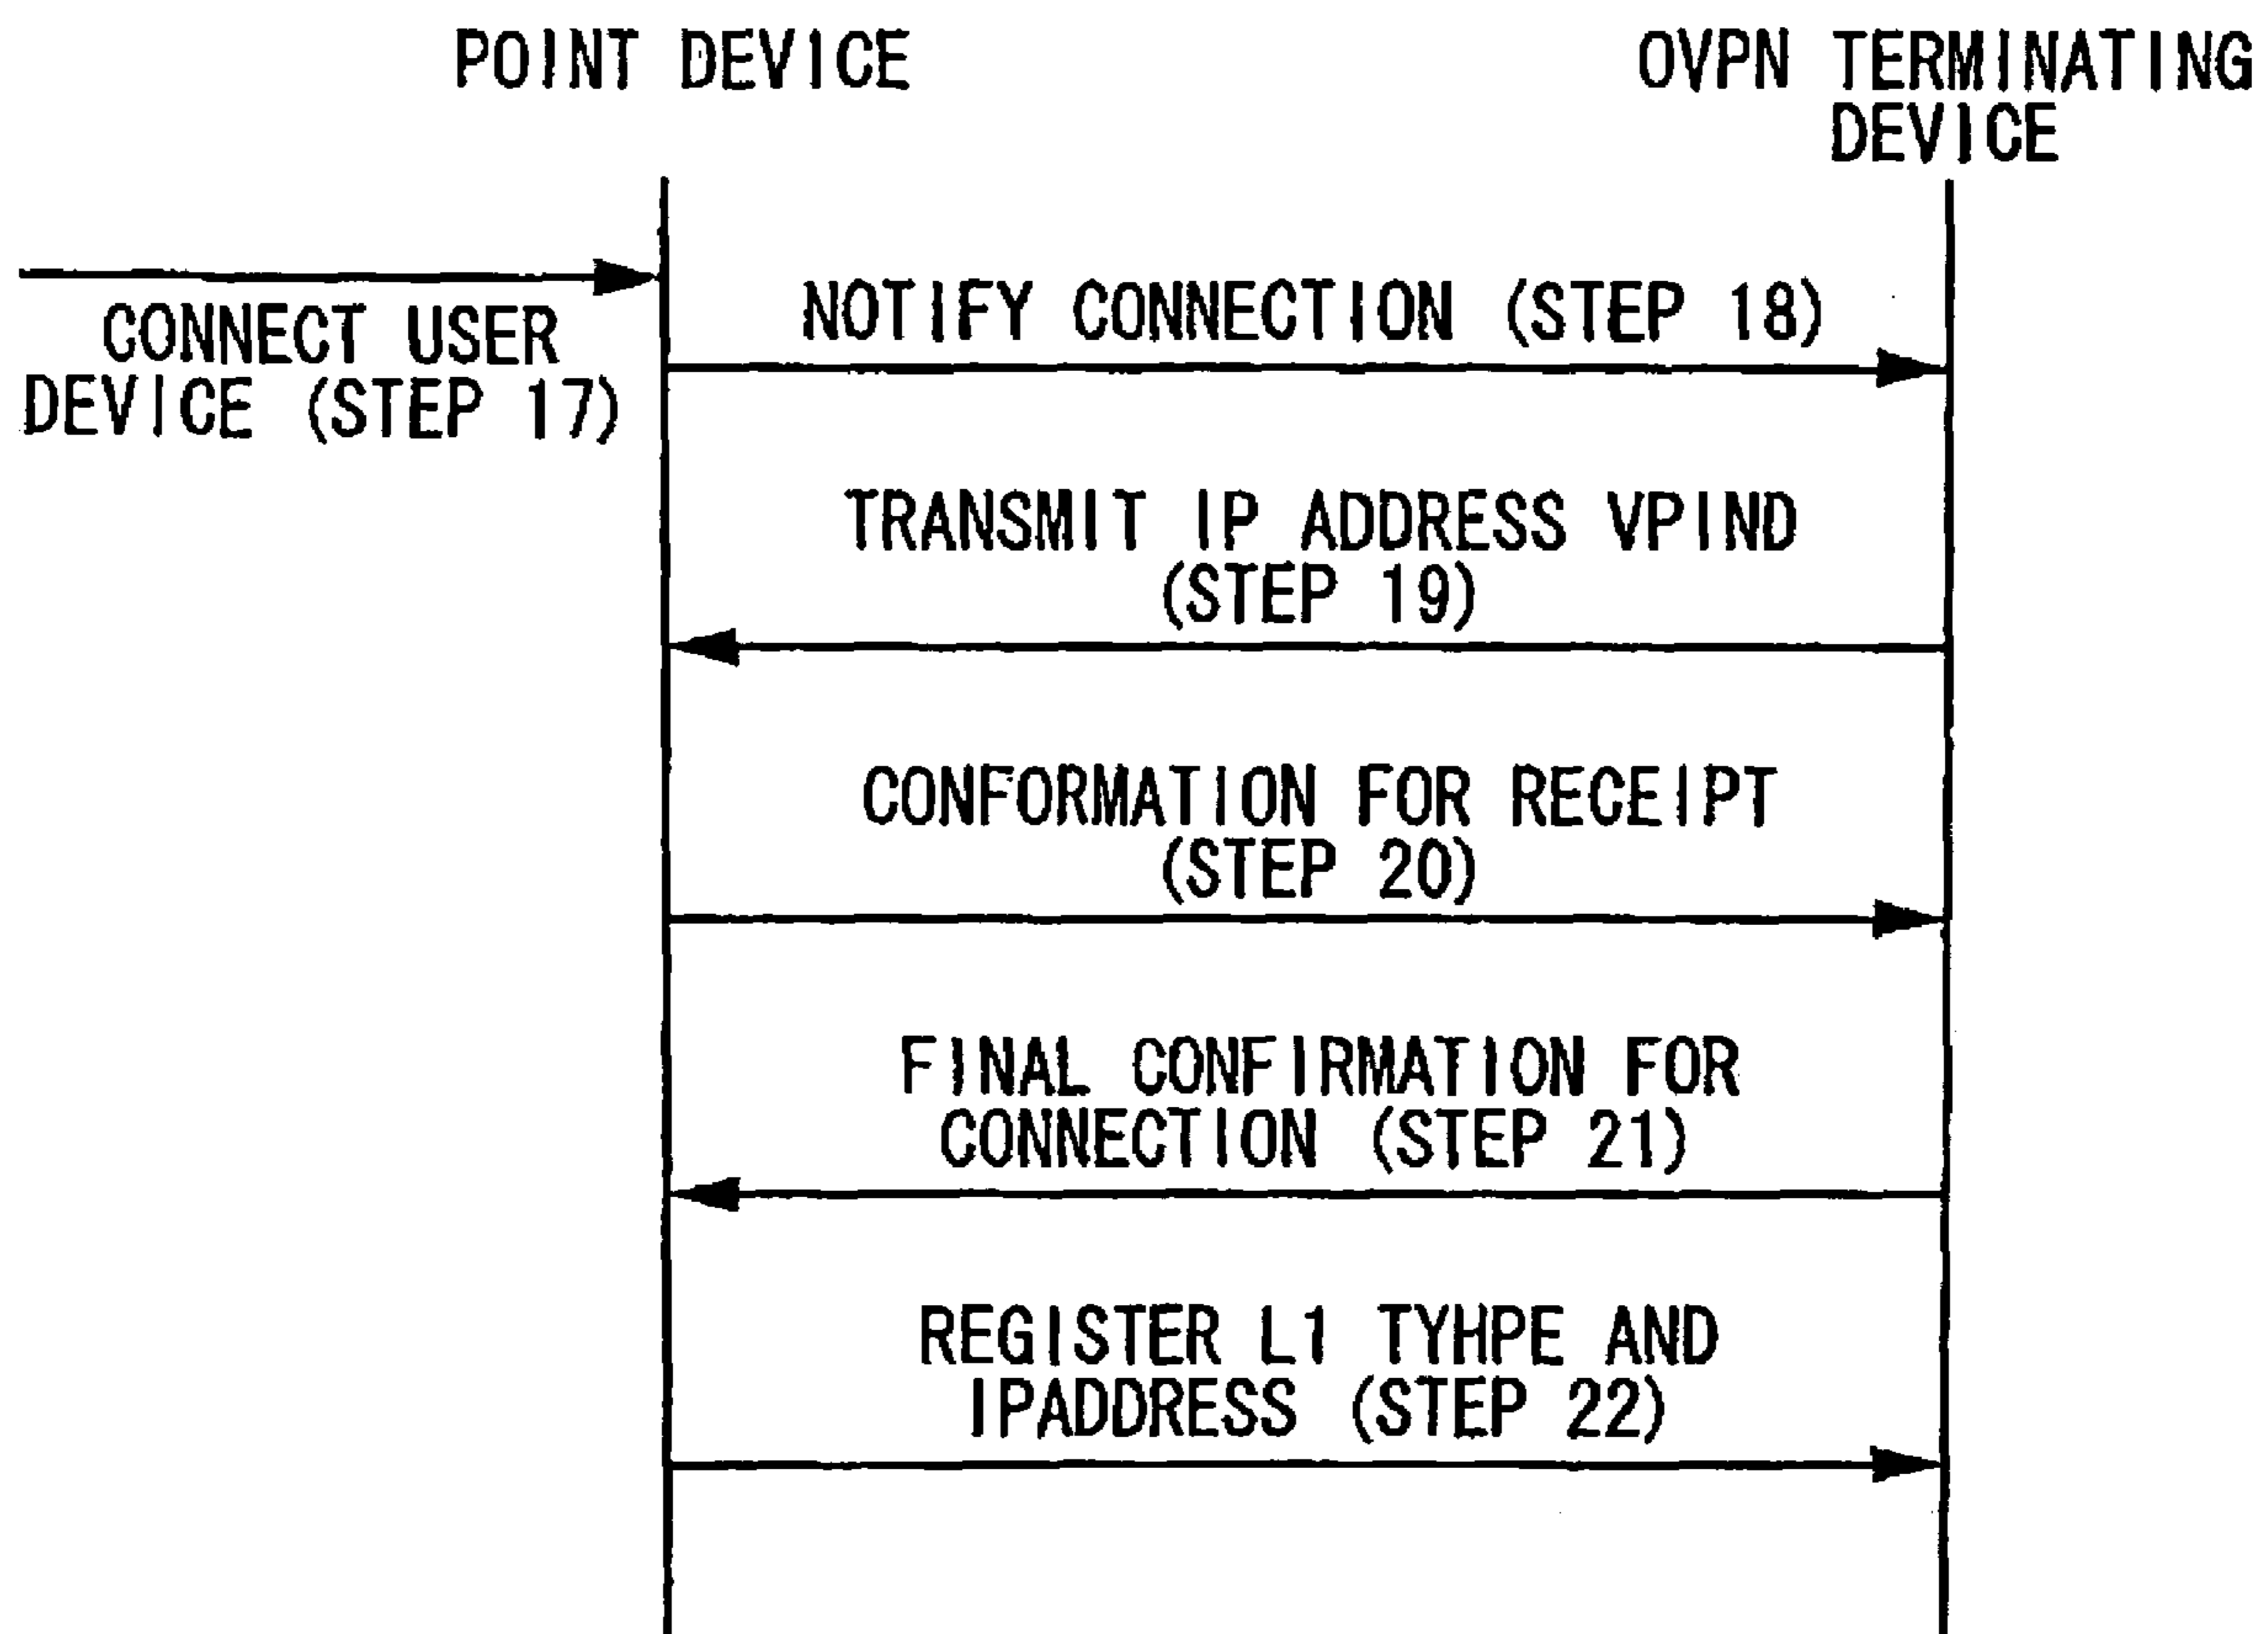 POINT DEVICE
OVPN TERMINATING
DEVICE
CONNECT USER
DEVICE (STEP 17)
NOTIFY CONNECTION (STEP 18)
TRANSMIT IP ADDRESS VPIND
(STEP 19)
CONFORMATION FOR RECEIPT
(STEP 20)
FINAL CONFIRMATION FOR
CONNECTION (STEP 21)
REGISTER L1 TYHPE AND
IPADDRESS (STEP 22)